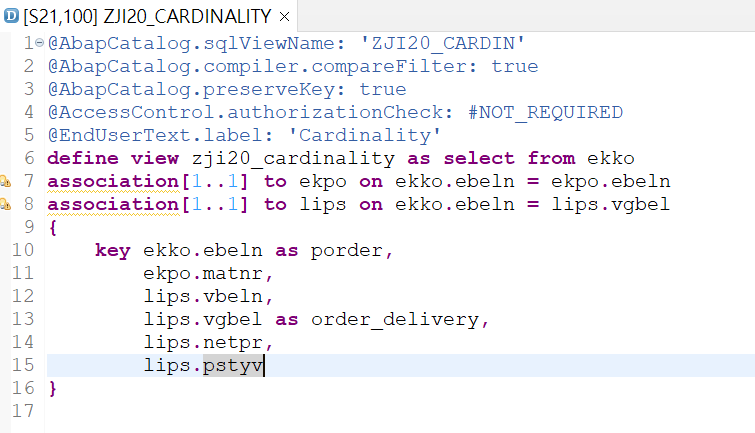 D [S21,100] ZJI20_CARDINALITY ×
1 @AbapCatalog.sqlViewName: 'ZJI20_CARDIN'
2 @AbapCatalog.compiler.compareFilter: true
3 @AbapCatalog.preserveKey: true
4 @AccessControl.authorizationCheck: #NOT_REQUIRED
5 @EndUserText.label: 'Cardinality'
6 define view zji20_cardinality as select from ekko
7 association[1..1] to ekpo on ekko.ebeln = ekpo.ebeln
8 association[1..1] to lips on ekko.ebeln = lips.vgbel
9 {
10     key ekko.ebeln as porder,
11         ekpo.matnr,
12         lips.vbeln,
13         lips.vgbel as order_delivery,
14         lips.netpr,
15         lips.pstyv
16 }
17